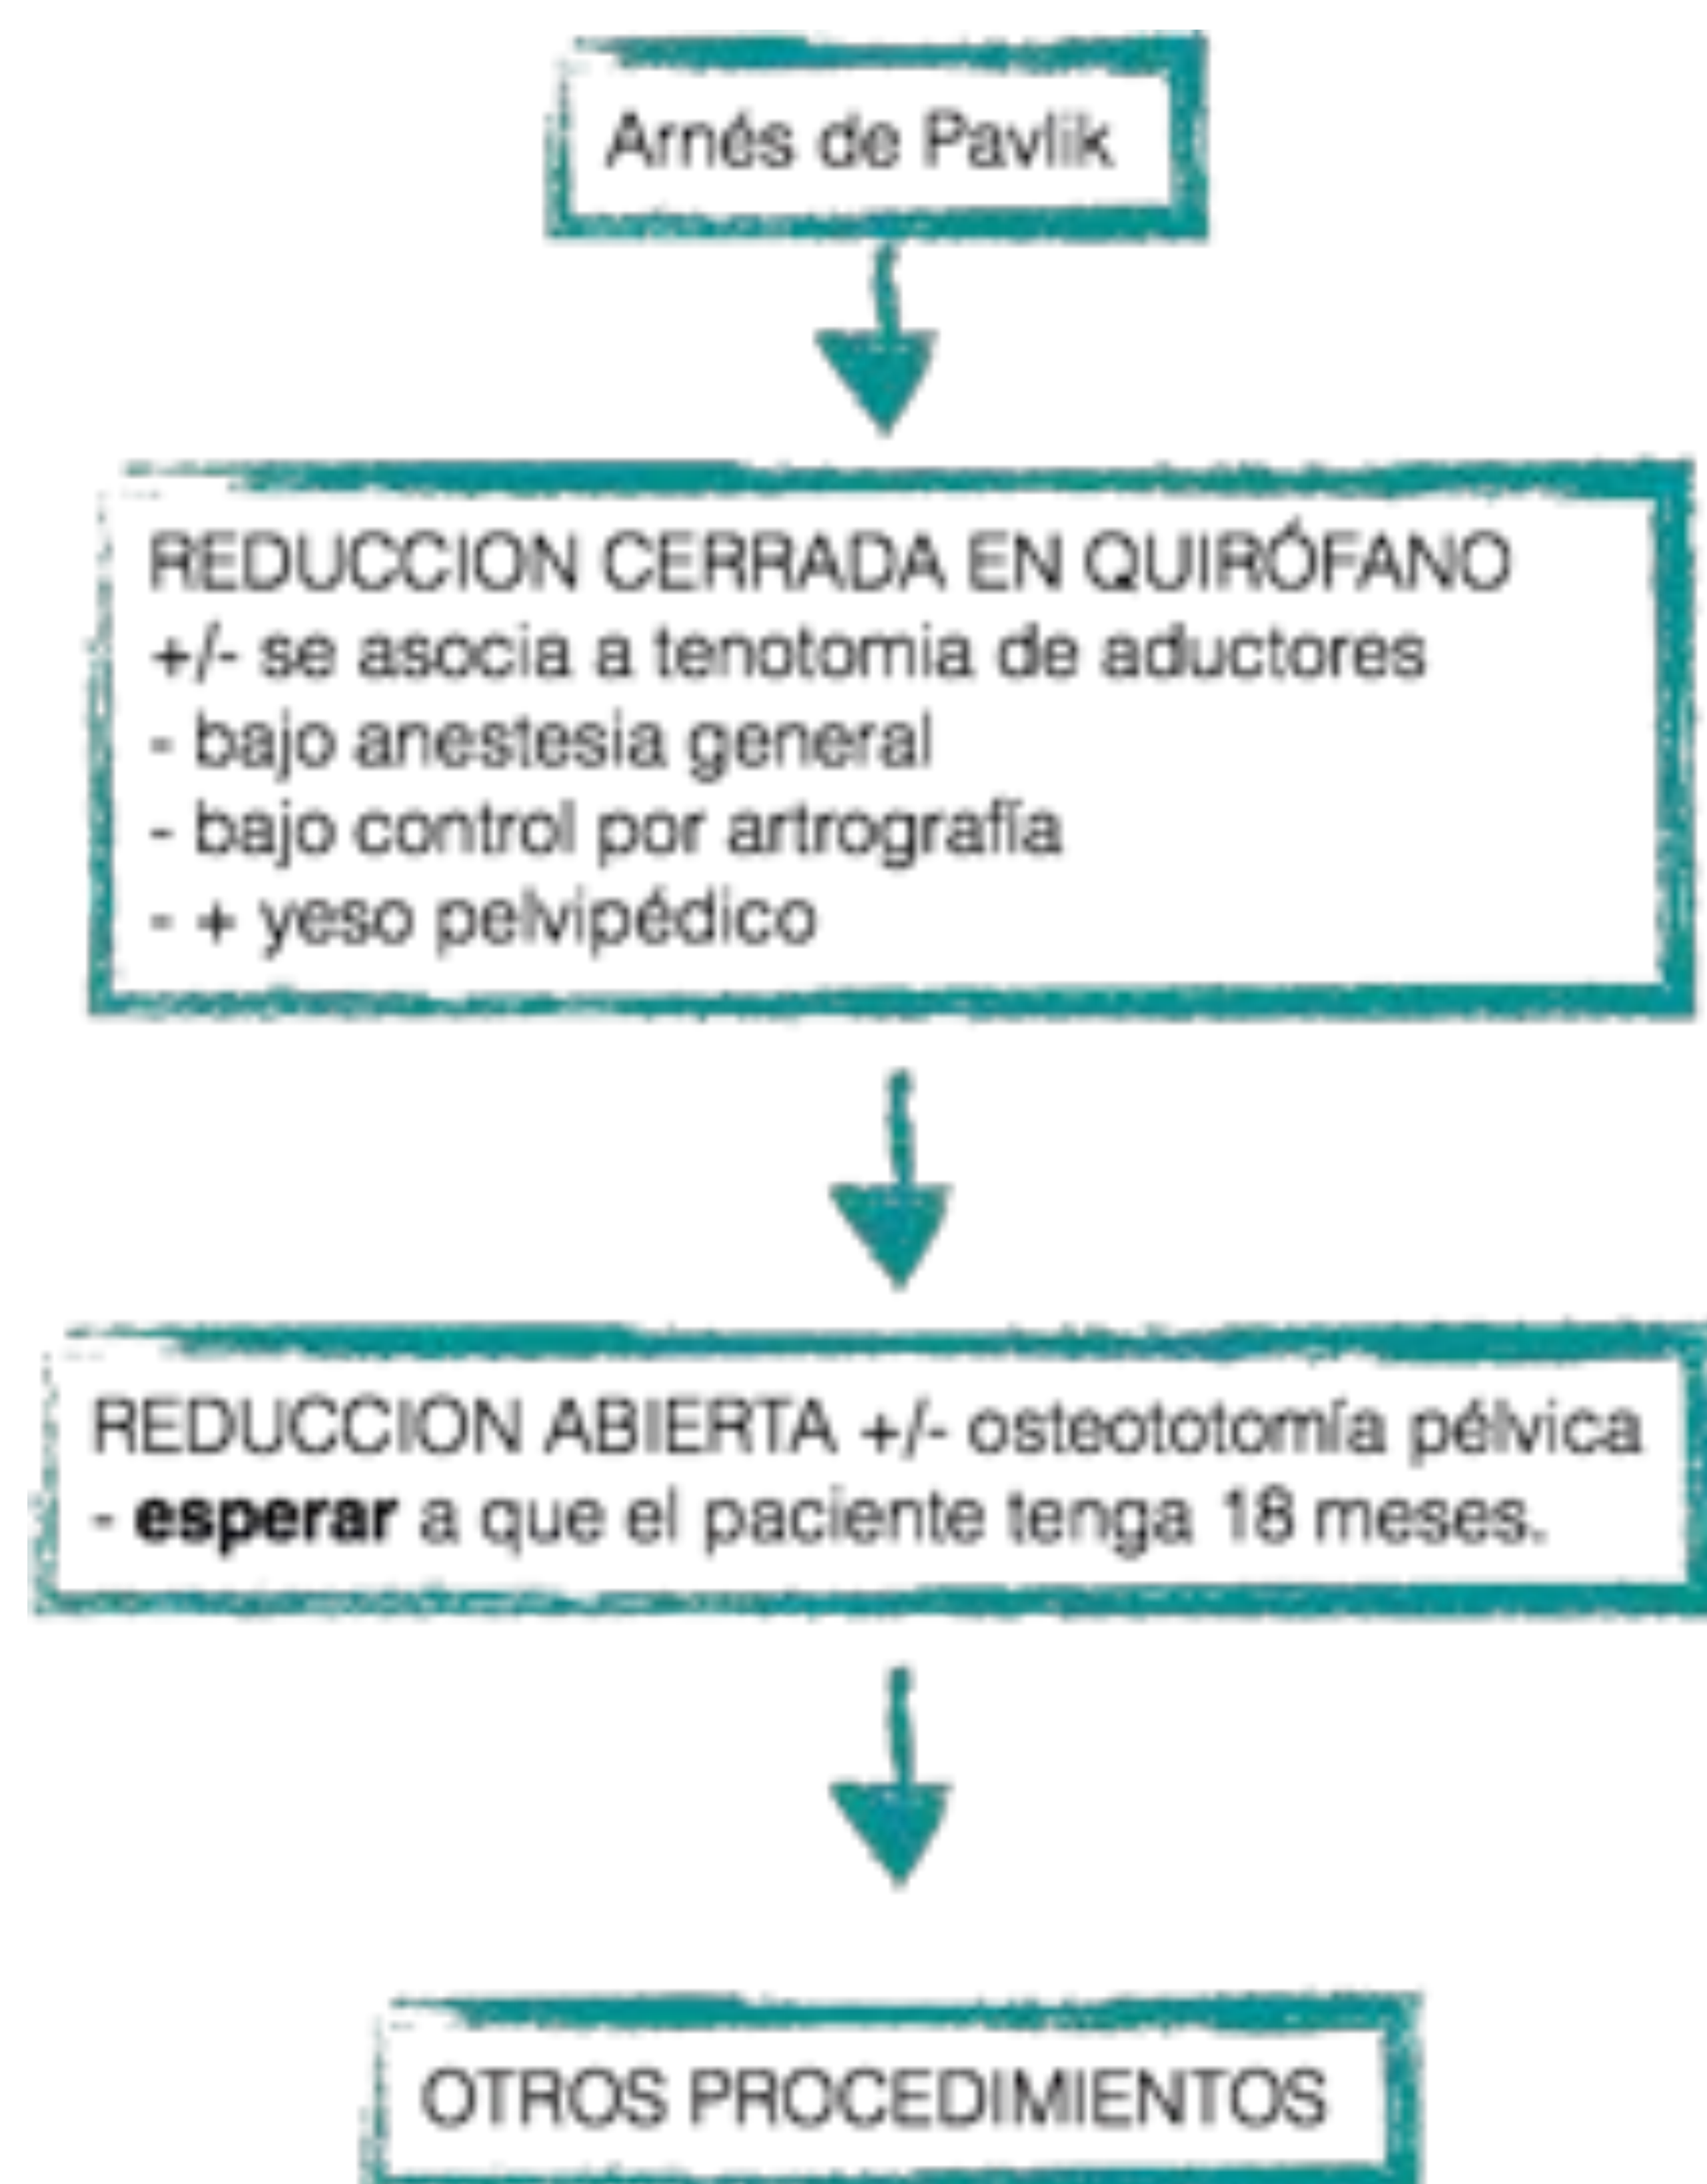 Arnés de Pavlik
REDUCCION CERRADA EN QUIRÓFANO
+/- se asocia a tenotomia de aductores
- bajo anestesia general
- bajo control por artrografía
- + yeso pelvipédico
REDUCCION ABIERTA +/- osteototomía pélvica
- esperar a que el paciente tenga 18 meses.
OTROS PROCEDIMIENTOS